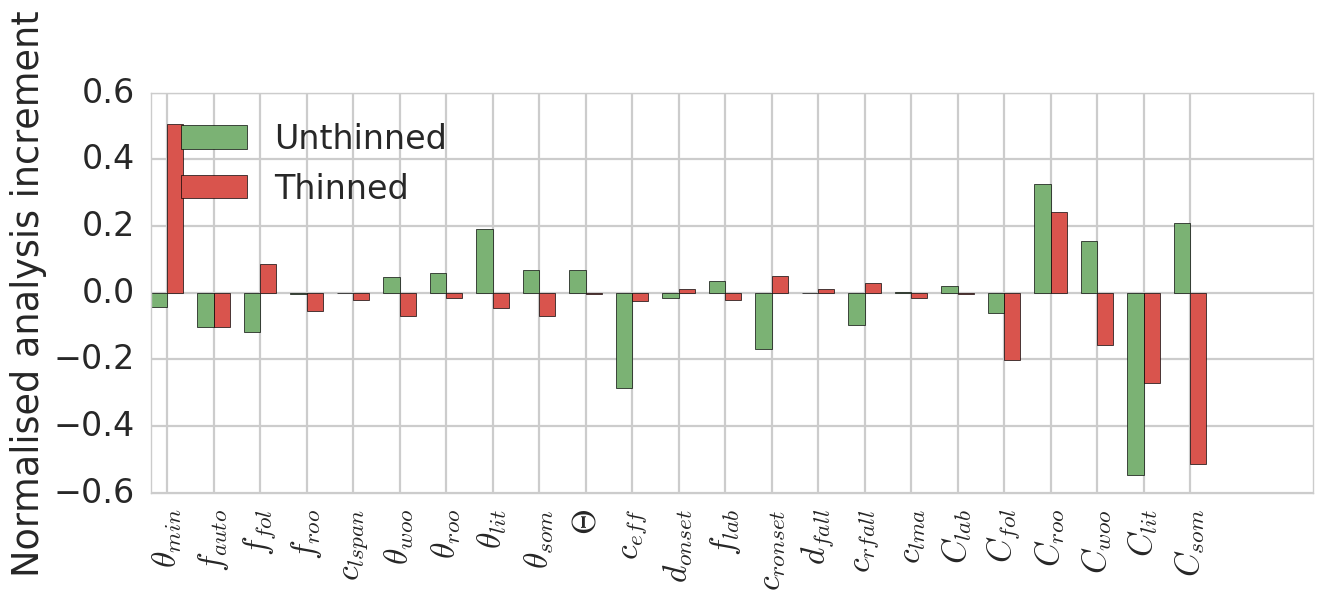 Normalised analysis increment
0.6
0.4
0.2
0.0
−0.2
−0.4
−0.6
Unthinned
Thinned
θmin
fauto
ffol
froo
clspan
θwoo
θroo
θlit
θsom
Θ
ceff
donset
flab
cronset
dfall
crfall
clma
Clab
Cfol
Croo
Cwoo
Clit
Csom